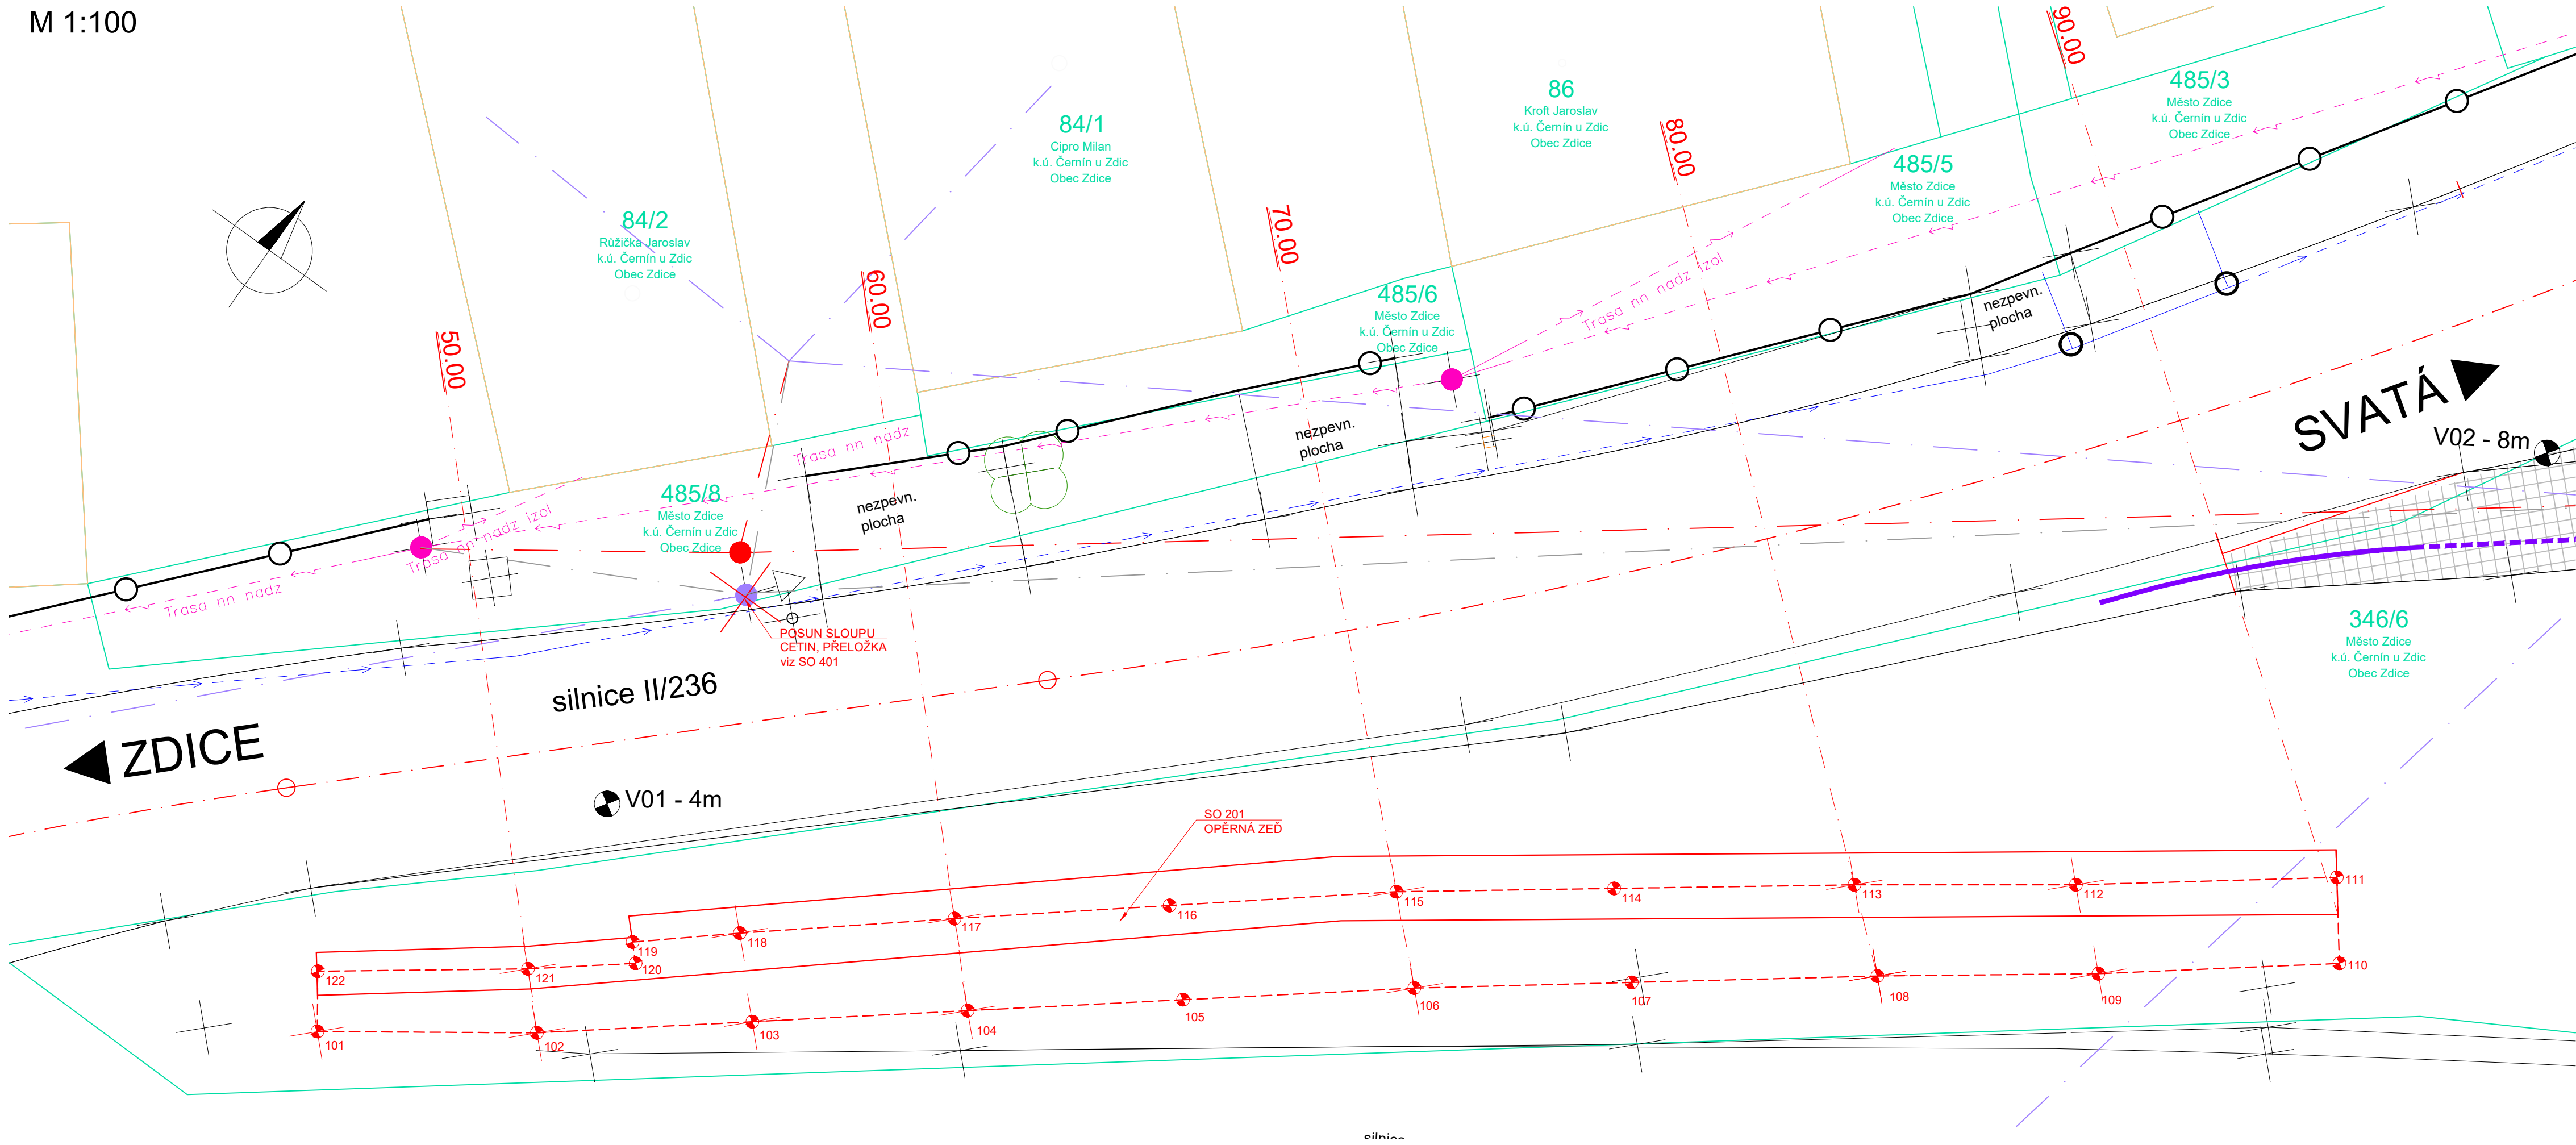 M 1:100
90.00
485/3
Město Zdice
k.ú. Černín u Zdic
Obec Zdice
86
Kroft Jaroslav
k.ú. Černín u Zdic
Obec Zdice
84/1
Cipro Milan
k.ú. Černín u Zdic
Obec Zdice
80.00
485/5
Město Zdice
k.ú. Černín u Zdic
Obec Zdice
84/2
Růžička Jaroslav
k.ú. Černín u Zdic
Obec Zdice
70.00
60.00
50.00
485/6
Město Zdice
k.ú. Černín u Zdic
Obec Zdice
Trasa nn nadz izol
nezpevn.
plocha
SVATÁ
V02 - 8m
nezpevn.
plocha
Trasa nn nadz
485/8
Město Zdice
k.ú. Černín u Zdic
Obec Zdice
nezpevn.
plocha
Trasa nn nadz izol
Trasa nn nadz
POSUN SLOUPU
CETIN, PŘELOŽKA
viz SO 401
346/6
Město Zdice
k.ú. Černín u Zdic
Obec Zdice
silnice II/236
ZDICE
V01 - 4m
SO 201
OPĚRNÁ ZEĎ
111
112
113
114
115
116
117
118
119
120
121
122
110
109
108
107
106
105
104
103
102
101
silnice